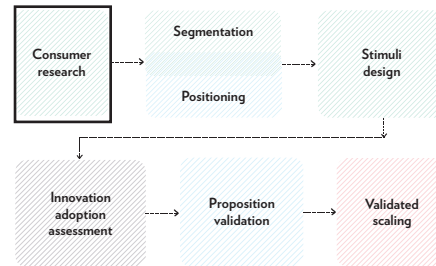 Consumer
research
Segmentation
Positioning
Stimuli
design
Innovation
adoption
assessment
Proposition
validation
Validated
scaling